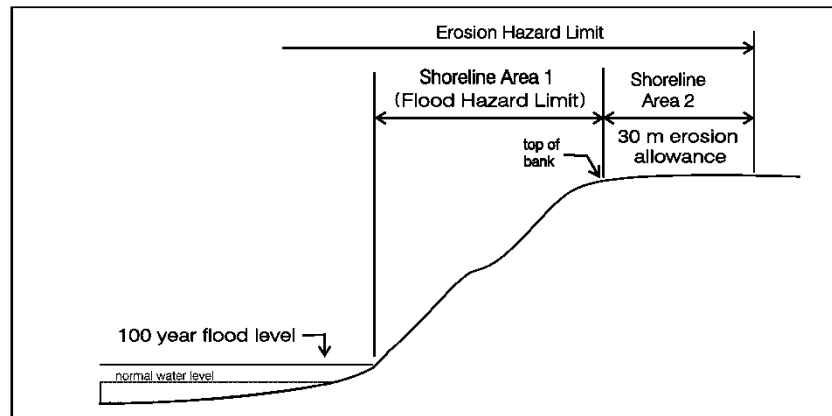 Erosion Hazard Limit
Shoreline Area 1
(Flood Hazard Limit)
Shoreline
Area 2
30 m erosion
allowance
top of
bank
100 year flood level
normal water level